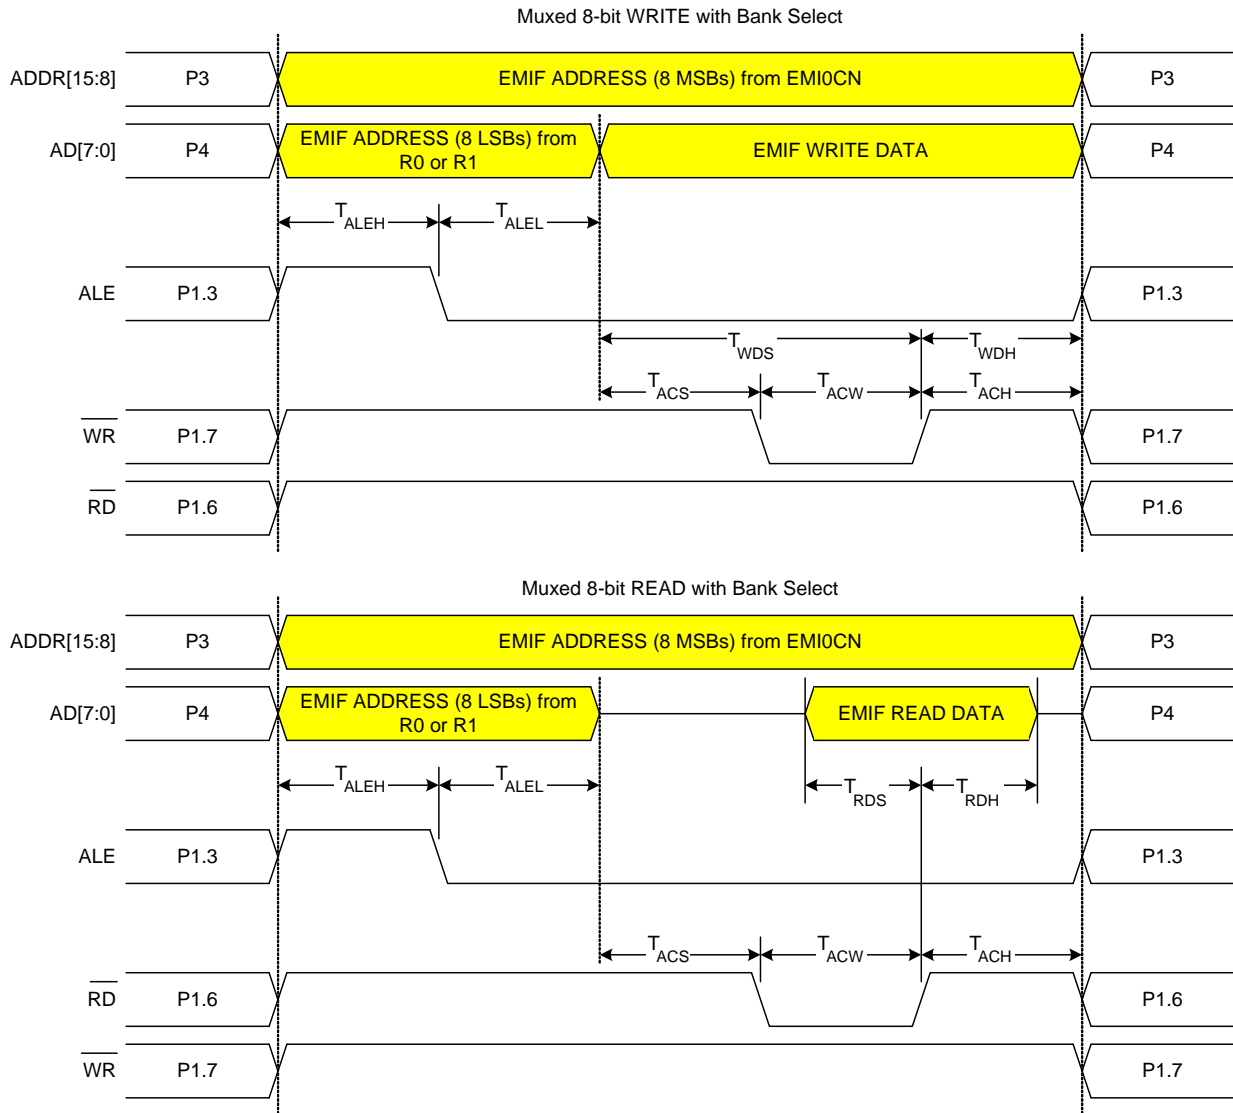 Muxed 8-bit WRITE with Bank Select
ADDR[15:8] P3 EMIF ADDRESS (8 MSBs) from EMI0CN P3
AD[7:0] P4 EMIF ADDRESS (8 LSBs) from R0 or R1 EMIF WRITE DATA P4
TALEH TALEL
ALE P1.3 P1.3
TWDS TWDH
TACS TACW TACH
WR P1.7 P1.7
RD P1.6 P1.6
Muxed 8-bit READ with Bank Select
ADDR[15:8] P3 EMIF ADDRESS (8 MSBs) from EMI0CN P3
AD[7:0] P4 EMIF ADDRESS (8 LSBs) from R0 or R1 EMIF READ DATA P4
TALEH TALEL TRDS TRDH
ALE P1.3 P1.3
TACS TACW TACH
RD P1.6 P1.6
WR P1.7 P1.7